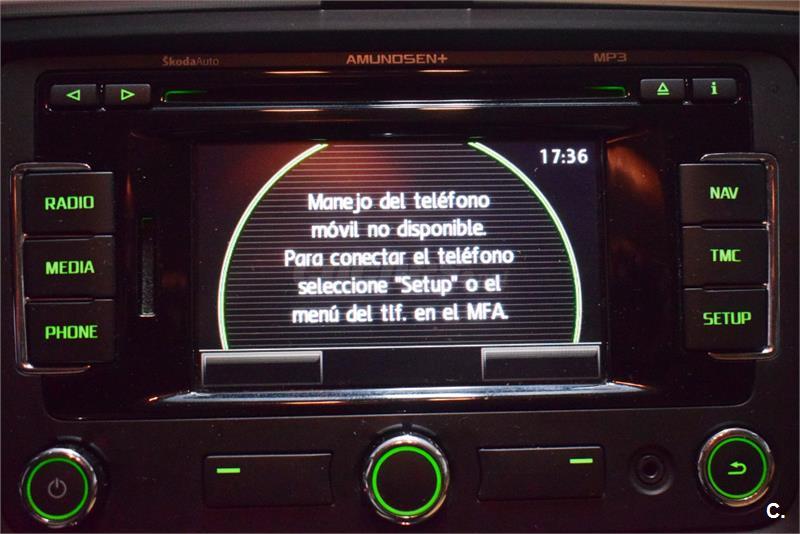 ŠkodaAuto
AMUNDSEN+
MP3
i
17:36
RADIO
MEDIA
PHONE
Manejo del teléfono
móvil no disponible.
Para conectar el teléfono
seleccione "Setup" o el
menú del tlf. en el MFA.
NAV
TMC
SETUP
C.